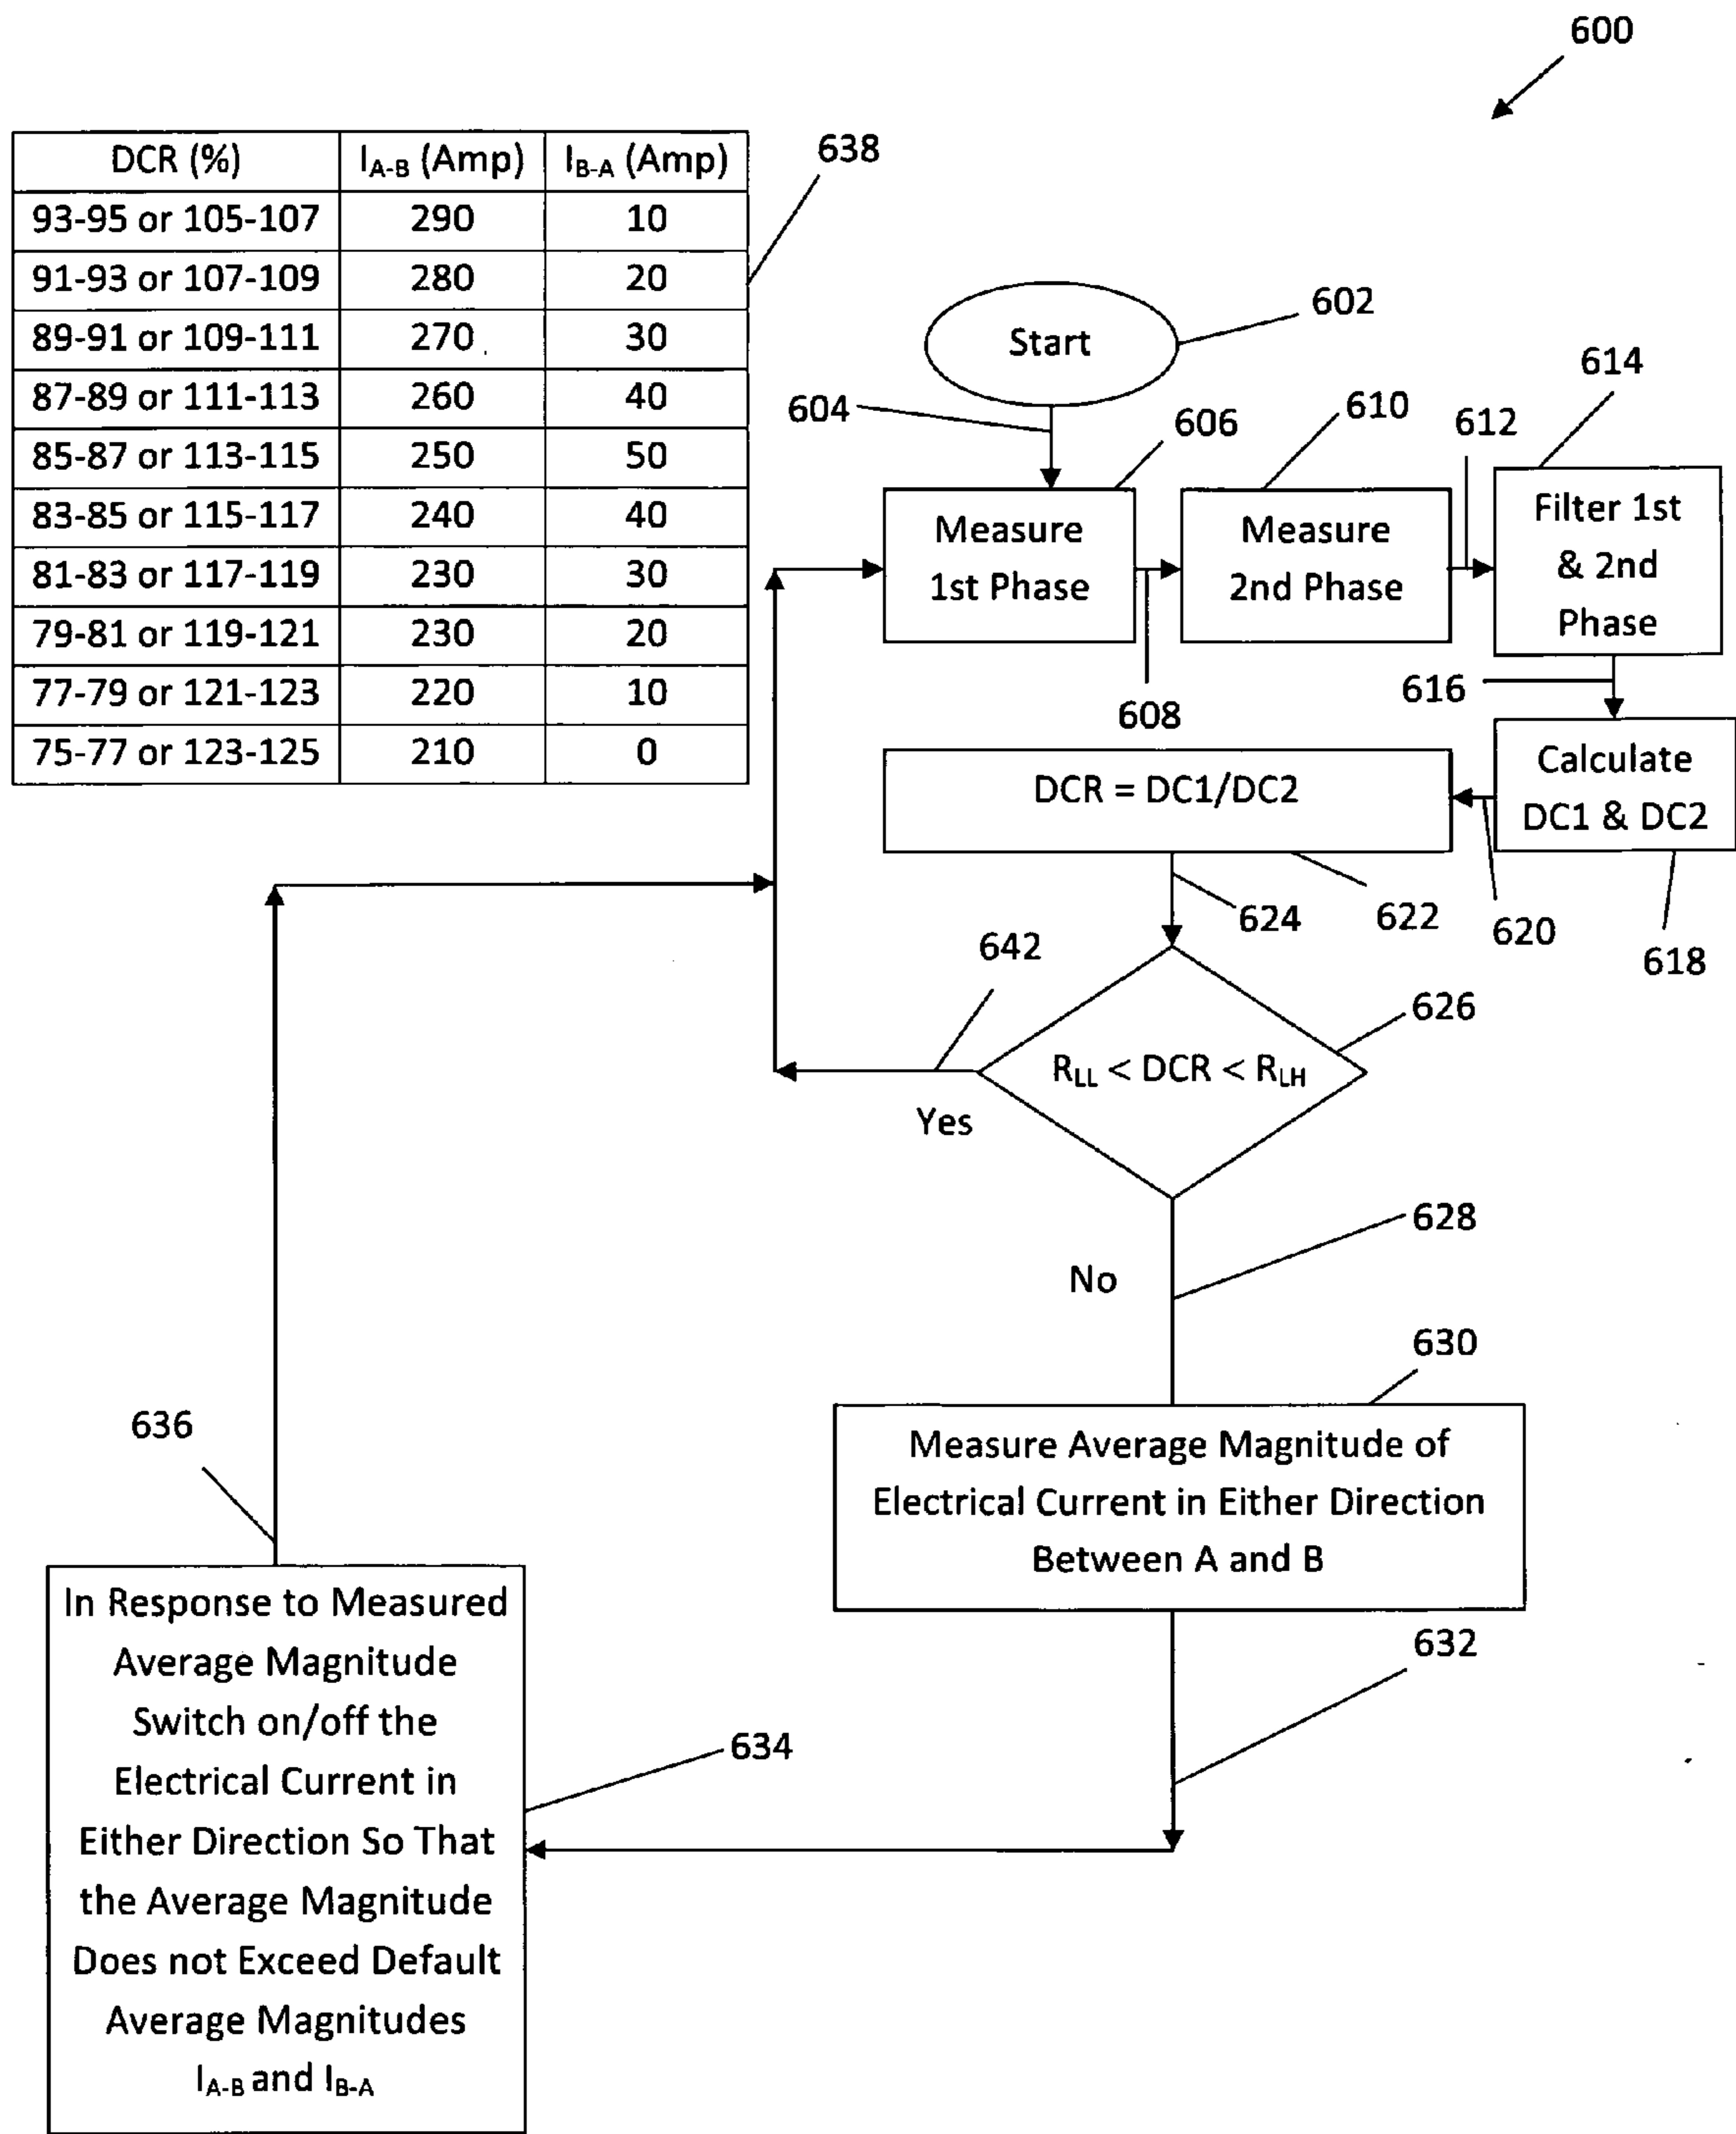 600
DCR (%) I_A-B (Amp) I_B-A (Amp)
93-95 or 105-107 290 10
91-93 or 107-109 280 20
89-91 or 109-111 270 30
87-89 or 111-113 260 40
85-87 or 113-115 250 50
83-85 or 115-117 240 40
81-83 or 117-119 230 30
79-81 or 119-121 230 20
77-79 or 121-123 220 10
75-77 or 123-125 210 0
638
Start
602
604
606
610
612
614
Measure
1st Phase
Measure
2nd Phase
Filter 1st
& 2nd
Phase
608
616
Calculate
DC1 & DC2
DCR = DC1/DC2
624
622
620
618
642
626
R_LL < DCR < R_LH
Yes
628
No
630
Measure Average Magnitude of
Electrical Current in Either Direction
Between A and B
632
636
In Response to Measured
Average Magnitude
Switch on/off the
Electrical Current in
Either Direction So That
the Average Magnitude
Does not Exceed Default
Average Magnitudes
I_A-B and I_B-A
634